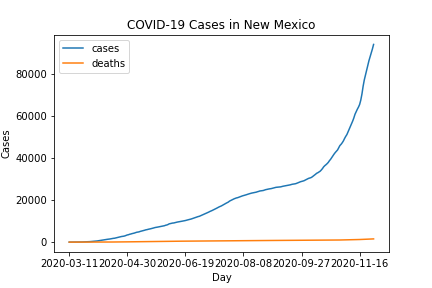 COVID-19 Cases in New Mexico
cases
deaths
80000
60000
40000
20000
0
Cases
2020-03-11 2020-04-30 2020-06-19 2020-08-08 2020-09-27 2020-11-16
Day